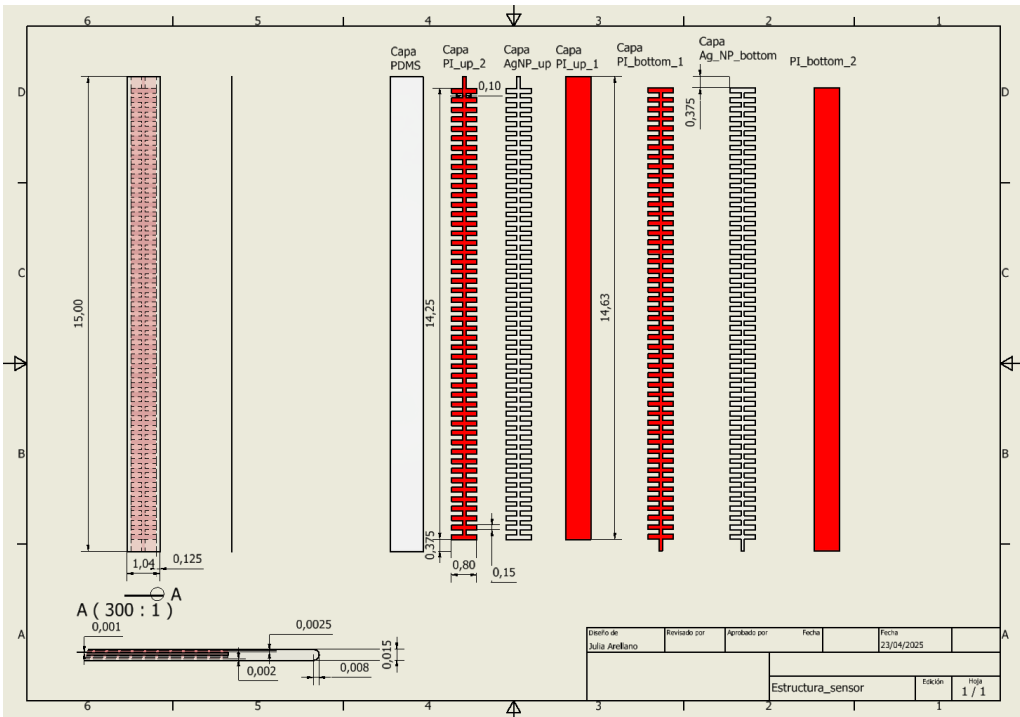 6 5 4 3 2 1
Capa
PDMS
Capa
PI_up_2
Capa
AgNP_up
Capa
PI_up_1
Capa
PI_bottom_1
Capa
Ag_NP_bottom
PI_bottom_2
D
D
0,10
0,375
C
C
15,00
14,25
14,63
B
B
0,375
1,04
0,125
0,80
0,15
A
A ( 300 : 1 )
0,001
0,0025
0,015
0,002
0,008
A
A
Diseño de
Julia Arellano
Revisado por
Aprobado por
Fecha
Fecha
23/04/2025
Estructura_sensor
Edición
Hoja
1 / 1
6 5 4 3 2 1